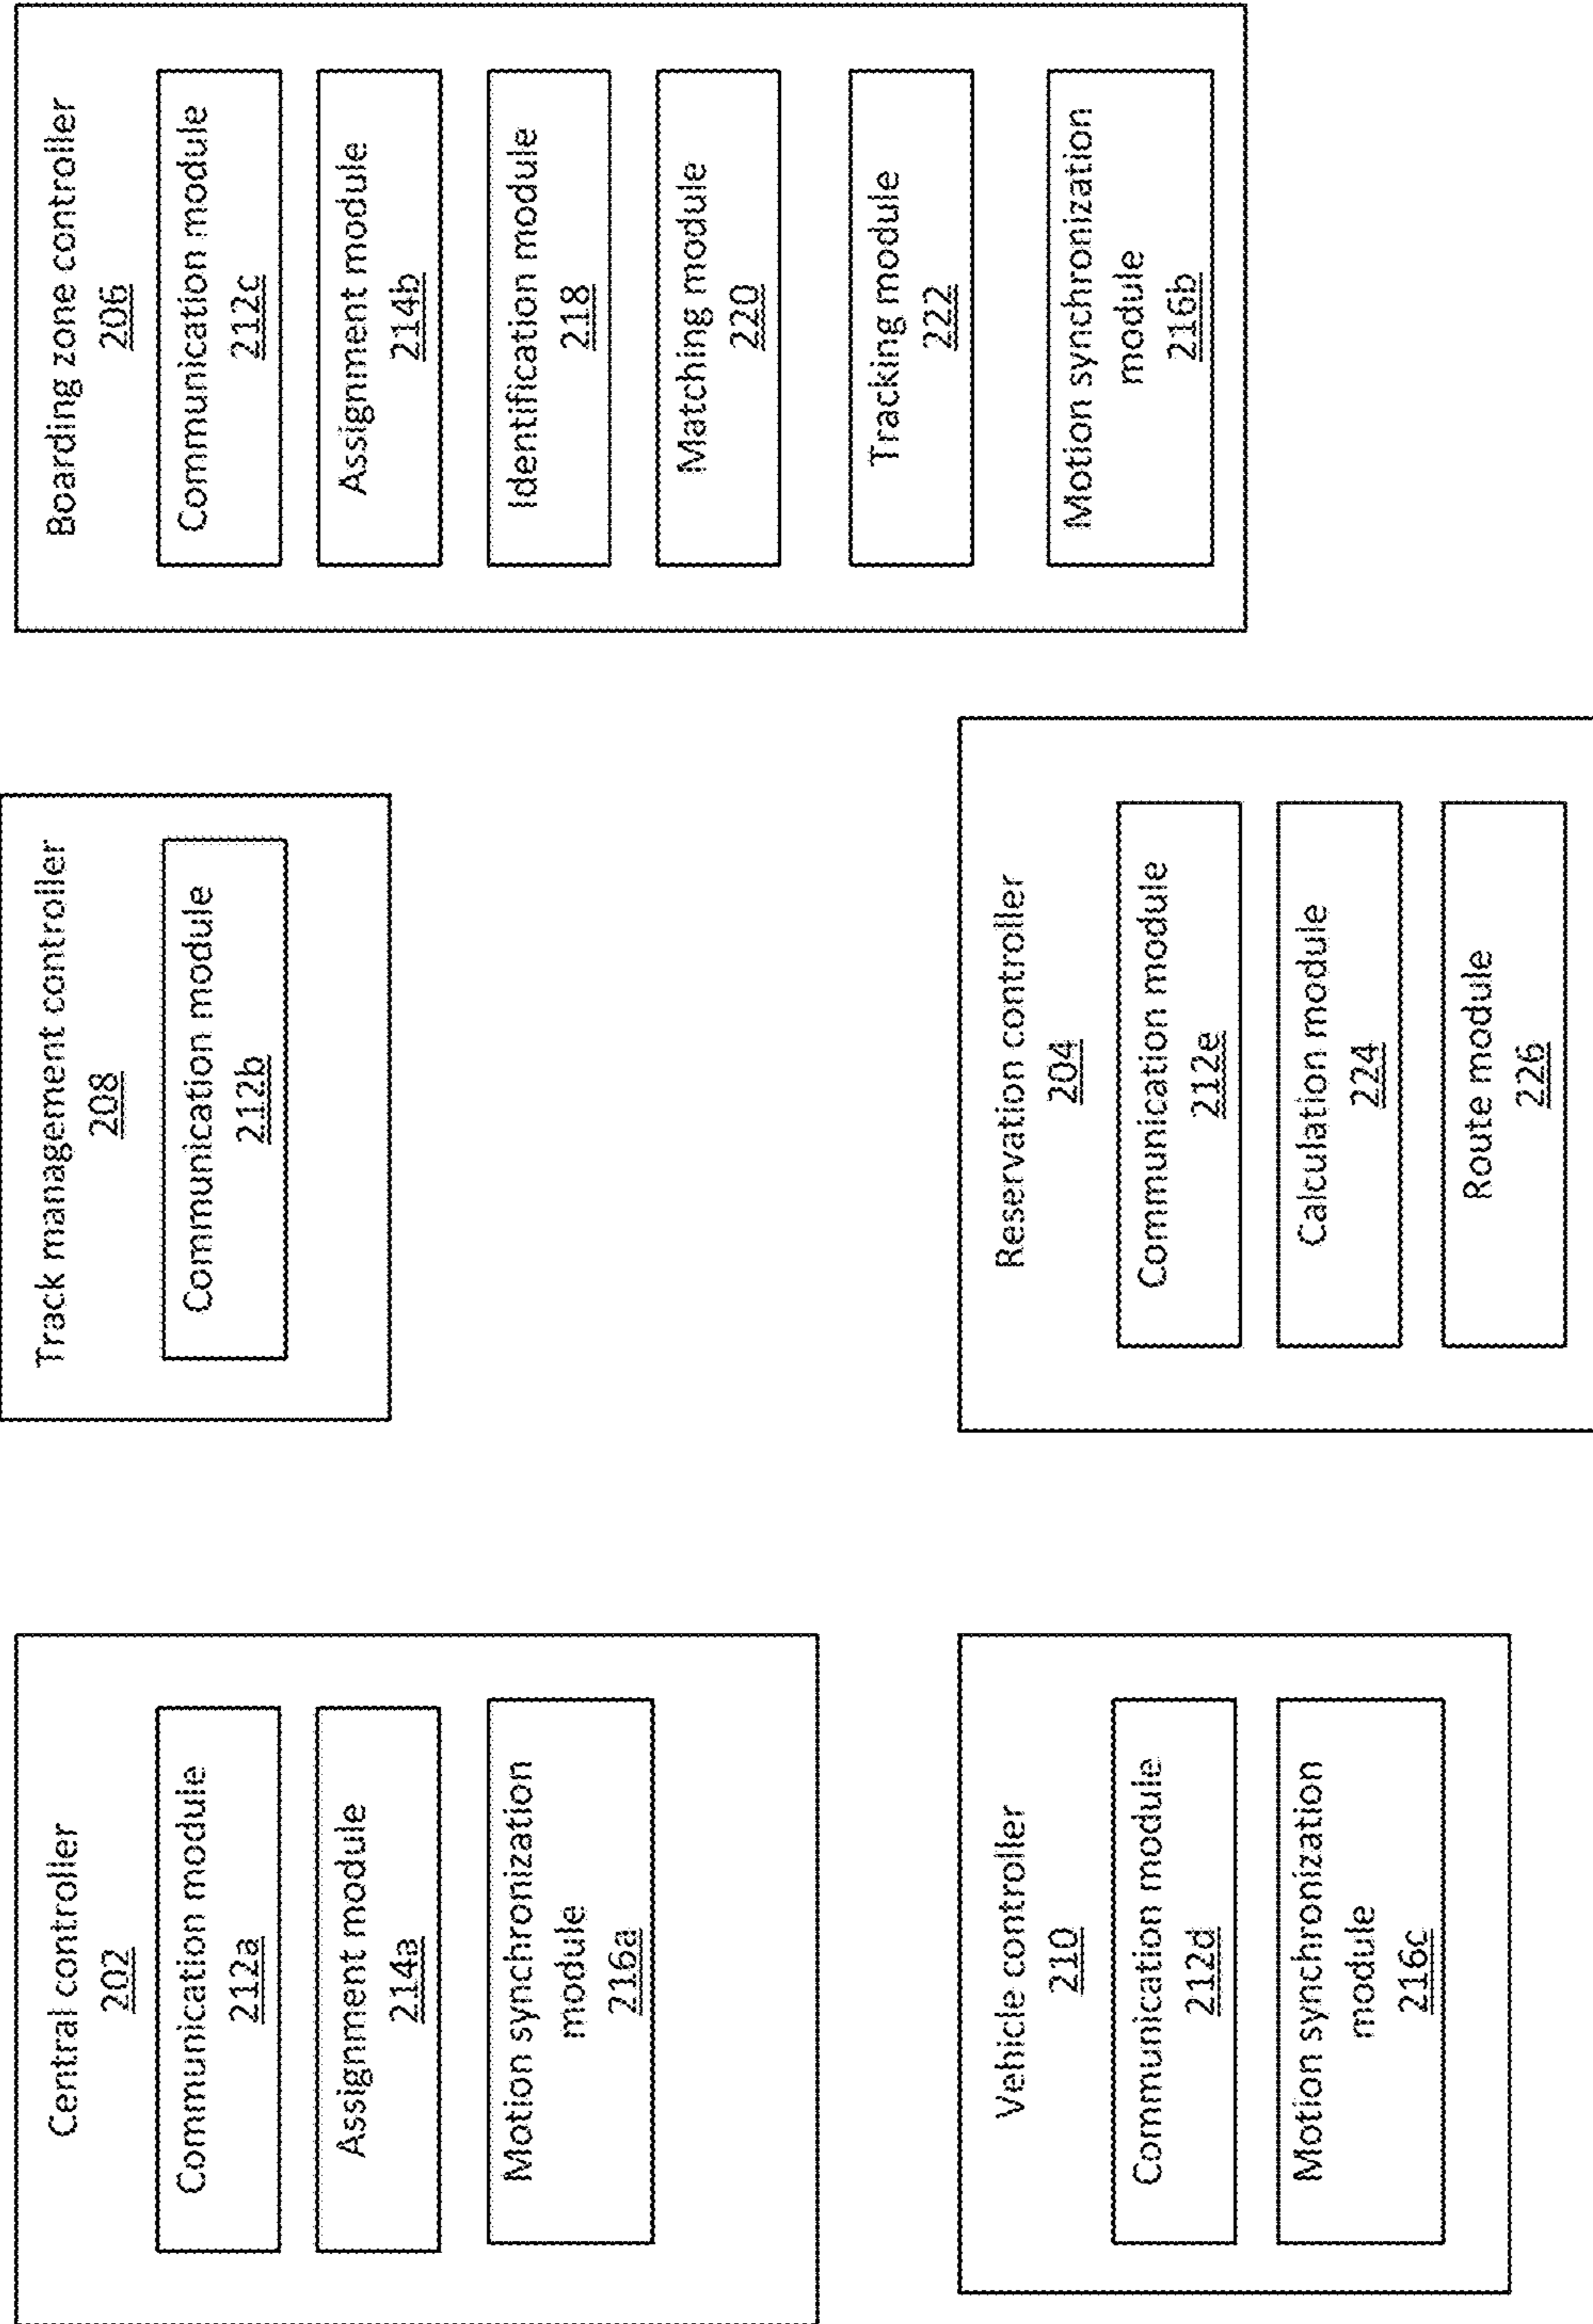 Central controller
202
Communication module
212a
Assignment module
214a
Motion synchronization
module
216a
Track management controller
208
Communication module
212b
Boarding zone controller
206
Communication module
212c
Assignment module
214b
Identification module
218
Matching module
220
Tracking module
222
Motion synchronization
module
216b
Vehicle controller
210
Communication module
212d
Motion synchronization
module
216c
Reservation controller
204
Communication module
212e
Calculation module
224
Route module
226